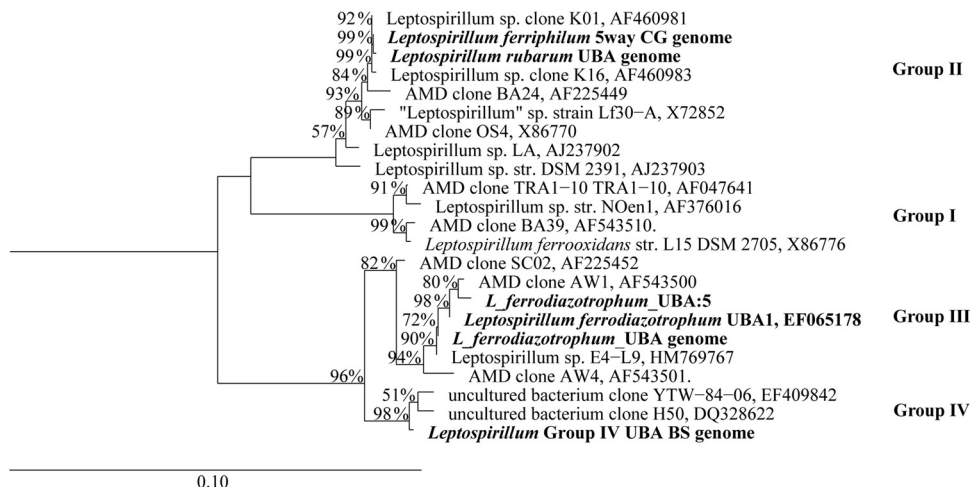 92% Leptospirillum sp. clone K01, AF460981
99% Leptospirillum ferriphilum 5way CG genome
99% Leptospirillum rubarum UBA genome
84% Leptospirillum sp. clone K16, AF460983
Group II
93% AMD clone BA24, AF225449
89% "Leptospirillum" sp. strain Lf30−A, X72852
57% AMD clone OS4, X86770
Leptospirillum sp. LA, AJ237902
Leptospirillum sp. str. DSM 2391, AJ237903
91% AMD clone TRA1−10 TRA1−10, AF047641
Leptospirillum sp. str. NOen1, AF376016
Group I
99% AMD clone BA39, AF543510.
Leptospirillum ferrooxidans str. L15 DSM 2705, X86776
82% AMD clone SC02, AF225452
80% AMD clone AW1, AF543500
98% L_ferrodiazotrophum_UBA:5
72% Leptospirillum ferrodiazotrophum UBA1, EF065178
Group III
90% L_ferrodiazotrophum_UBA genome
94% Leptospirillum sp. E4−L9, HM769767
96% AMD clone AW4, AF543501.
51% uncultured bacterium clone YTW−84−06, EF409842
98% uncultured bacterium clone H50, DQ328622
Group IV
Leptospirillum Group IV UBA BS genome
0.10